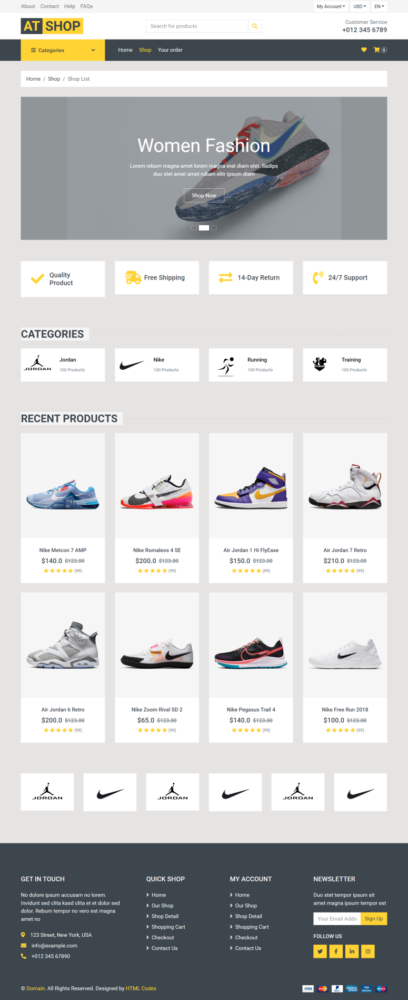 About Contact Help FAQs
My Account USD EN
AT SHOP
Search for products
Customer Service
+012 345 6789
Categories
Home Shop Your order
0
Home / Shop / Shop List
Women Fashion
Lorem rebum magna amet lorem magna erat diam stet. Sadips
duo stet amet amet ndiam elitr ipsum diam
Shop Now
Quality
Product
Free Shipping
14-Day Return
24/7 Support
CATEGORIES
JORDAN
Jordan
100 Products
Nike
100 Products
Running
100 Products
FITNESS
Training
100 Products
RECENT PRODUCTS
Nike Metcon 7 AMP
$140.0 $123.00
(99)
Nike Romaleos 4 SE
$200.0 $123.00
(99)
Air Jordan 1 Hi FlyEase
$150.0 $123.00
(99)
Air Jordan 7 Retro
$210.0 $123.00
(99)
Air Jordan 6 Retro
$200.0 $123.00
(99)
Nike Zoom Rival SD 2
$65.0 $123.00
(99)
Nike Pegasus Trail 4
$140.0 $123.00
(99)
Nike Free Run 2018
$100.0 $123.00
(99)
JORDAN
JORDAN
JORDAN
GET IN TOUCH
No dolore ipsum accusam no lorem.
Invidunt sed clita kasd clita et et dolor sed
dolor. Rebum tempor no vero est magna
amet no
123 Street, New York, USA
info@example.com
+012 345 67890
QUICK SHOP
Home
Our Shop
Shop Detail
Shopping Cart
Checkout
Contact Us
MY ACCOUNT
Home
Our Shop
Shop Detail
Shopping Cart
Checkout
Contact Us
NEWSLETTER
Duo stet tempor ipsum sit
amet magna ipsum tempor est
Your Email Addre
Sign Up
FOLLOW US
© Domain. All Rights Reserved. Designed by HTML Codex
VISA
PayPal
VISA